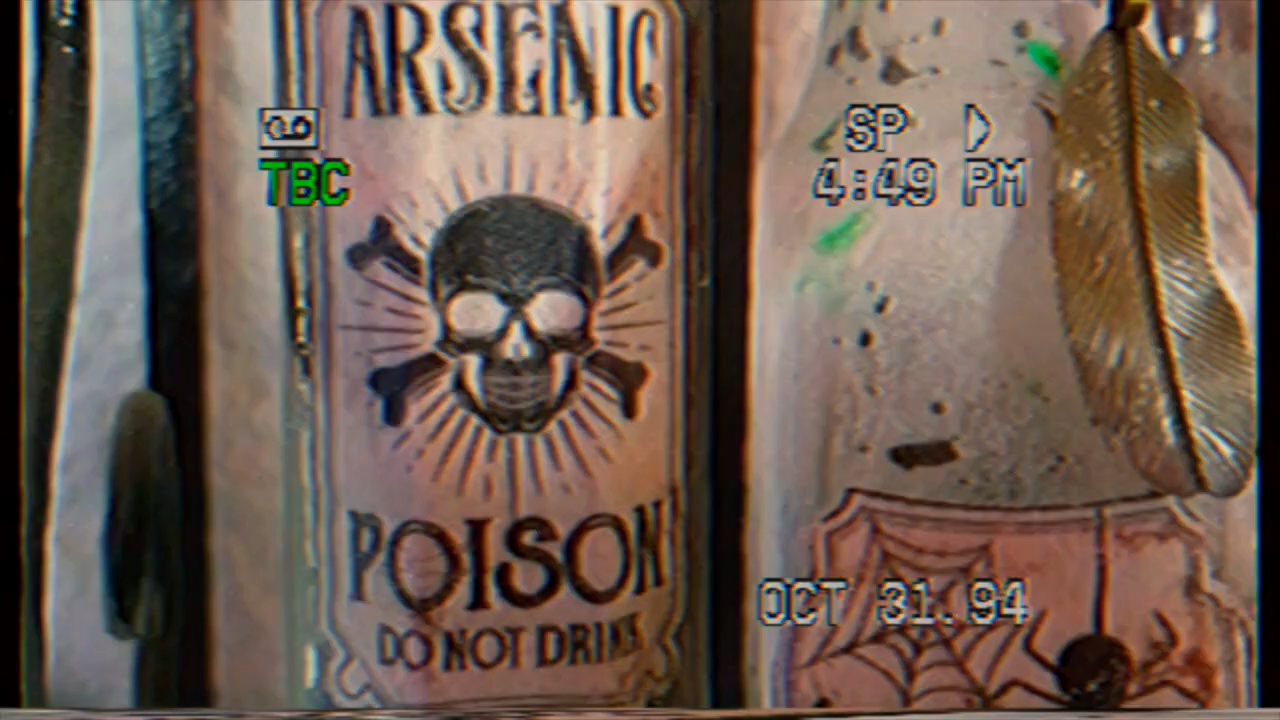 ARSENIC
POISON
DO NOT DRINK
TBC
SP
4:49 PM
OCT 31.94